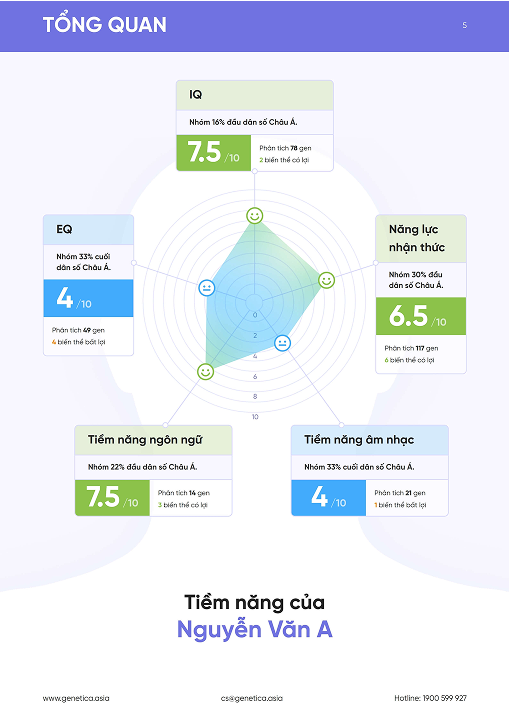 TỔNG QUAN
5
IQ
Nhóm 16% đầu dân số Châu Á.
7.5 /10
Phân tích 78 gen
2 biến thể có lợi
EQ
Nhóm 33% cuối
dân số Châu Á.
4 /10
Phân tích 49 gen
4 biến thể bất lợi
Năng lực
nhận thức
Nhóm 30% đầu
dân số Châu Á.
6.5 /10
Phân tích 117 gen
6 biến thể có lợi
0
2
4
6
8
10
Tiềm năng ngôn ngữ
Nhóm 22% đầu dân số Châu Á.
7.5 /10
Phân tích 14 gen
3 biến thể có lợi
Tiềm năng âm nhạc
Nhóm 33% cuối dân số Châu Á.
4 /10
Phân tích 21 gen
1 biến thể bất lợi
Tiềm năng của
Nguyễn Văn A
www.genetica.asia
cs@genetica.asia
Hotline: 1900 599 927